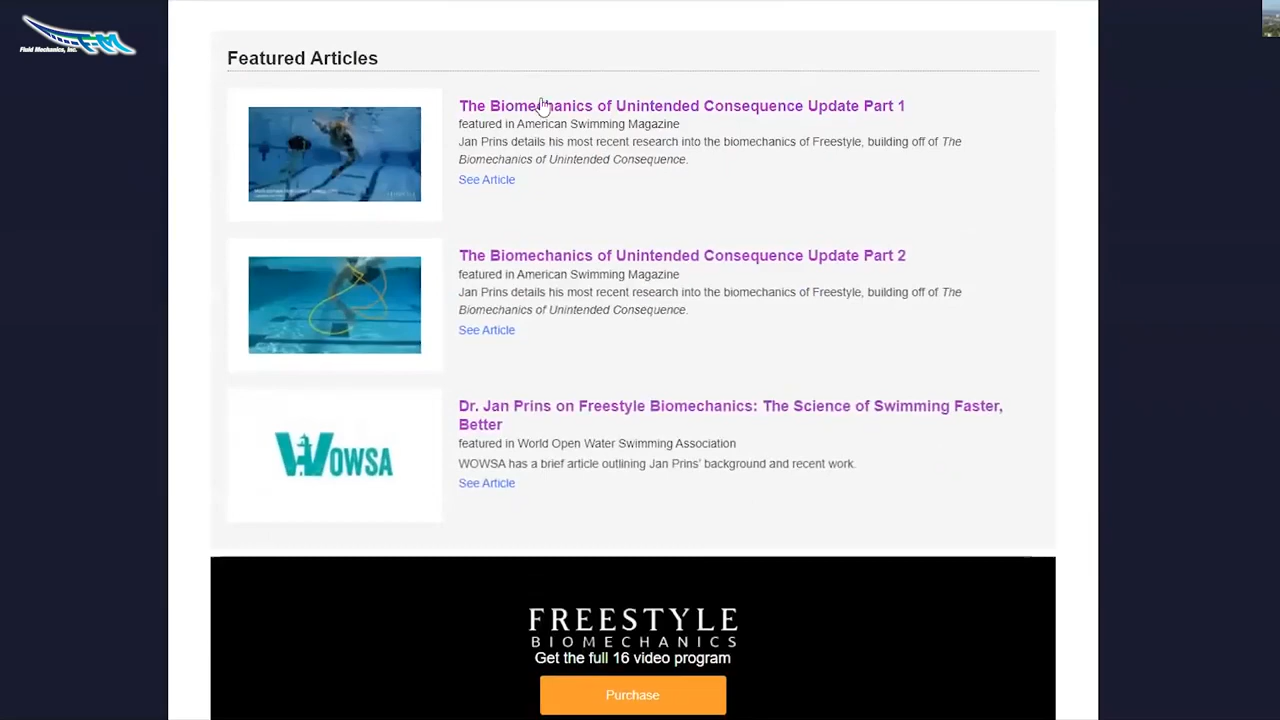 Fluid Mechanics, Inc.
Featured Articles
The Biomechanics of Unintended Consequence Update Part 1
featured in American Swimming Magazine
Jan Prins details his most recent research into the biomechanics of Freestyle, building off of The
Biomechanics of Unintended Consequence.
See Article
The Biomechanics of Unintended Consequence Update Part 2
featured in American Swimming Magazine
Jan Prins details his most recent research into the biomechanics of Freestyle, building off of The
Biomechanics of Unintended Consequence.
See Article
WOWSA
Dr. Jan Prins on Freestyle Biomechanics: The Science of Swimming Faster,
Better
featured in World Open Water Swimming Association
WOWSA has a brief article outlining Jan Prins' background and recent work.
See Article
FREESTYLE
BIOMECHANICS
Get the full 16 video program
Purchase